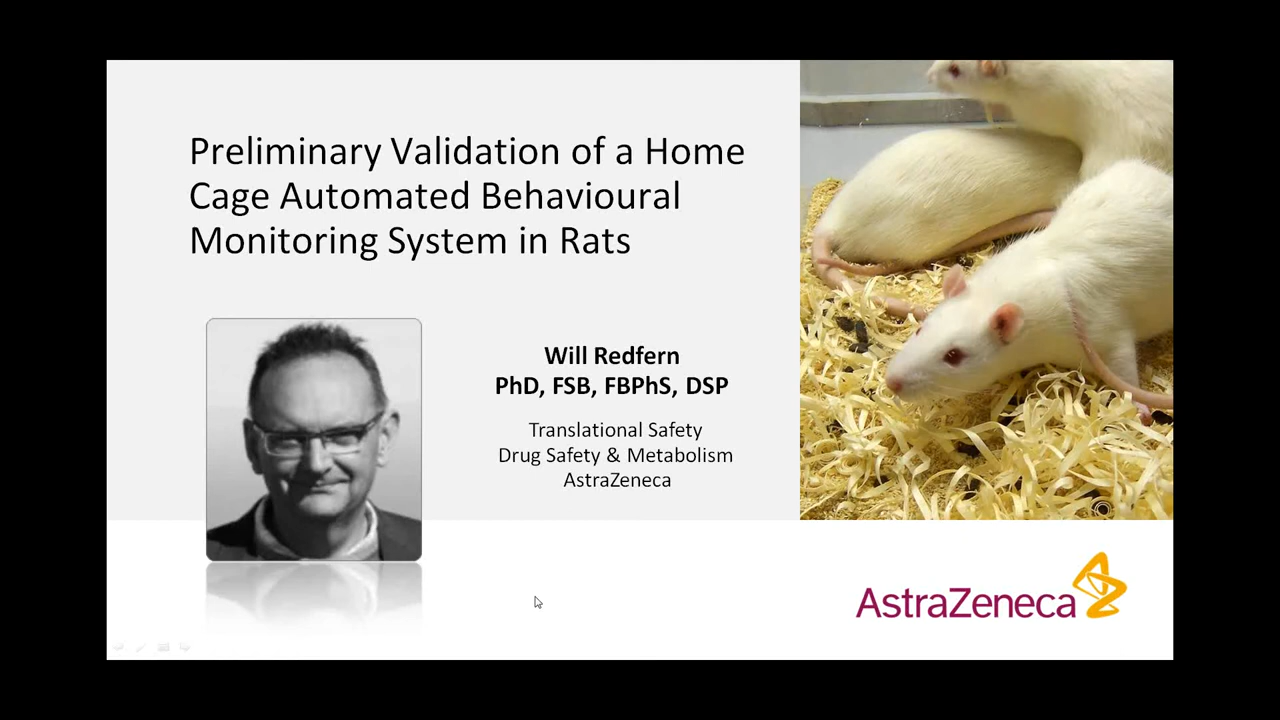 Preliminary Validation of a Home
Cage Automated Behavioural
Monitoring System in Rats
Will Redfern
PhD, FSB, FBPhS, DSP
Translational Safety
Drug Safety & Metabolism
AstraZeneca
AstraZeneca